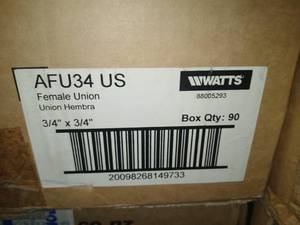 AFU34 US
WATTS
Female Union
88005293
Union Hembra
3/4" x 3/4"
Box Qty: 90
20098268149733